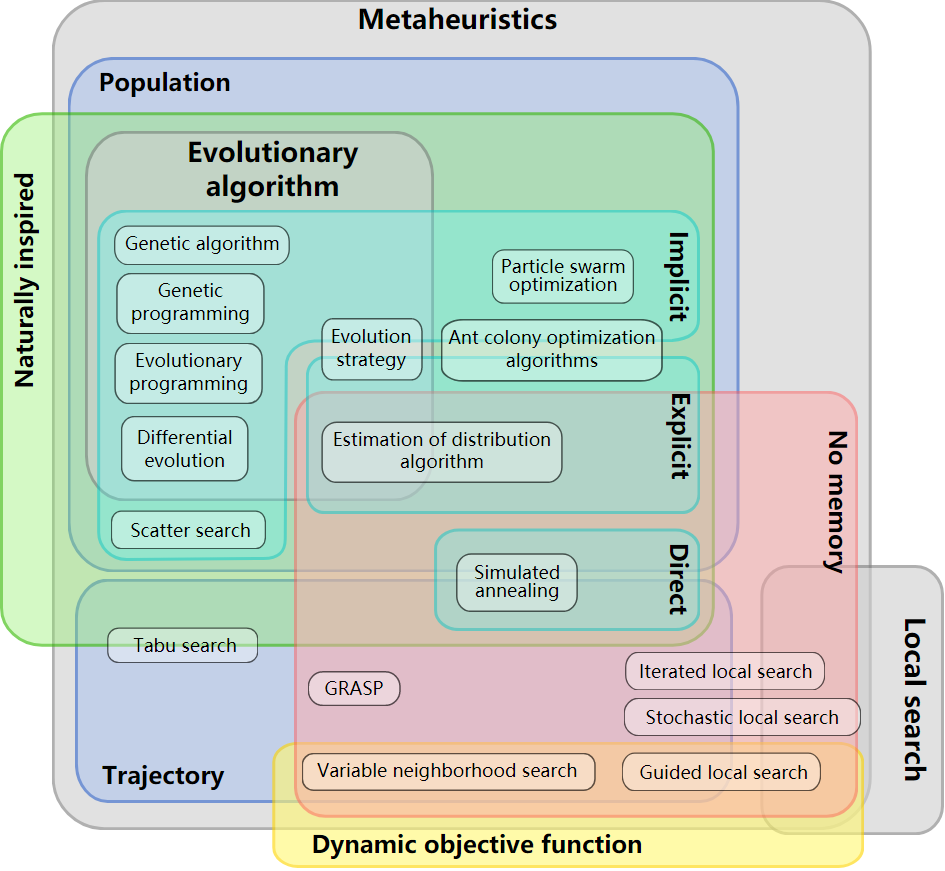 Metaheuristics
Population
Naturally inspired
Evolutionary
algorithm
Implicit
Genetic algorithm
Particle swarm
optimization
Genetic
programming
Evolution
strategy
Ant colony optimization
algorithms
Evolutionary
programming
Explicit
Differential
evolution
Estimation of distribution
algorithm
No memory
Scatter search
Direct
Simulated
annealing
Tabu search
Local search
GRASP
Iterated local search
Stochastic local search
Trajectory
Variable neighborhood search
Guided local search
Dynamic objective function